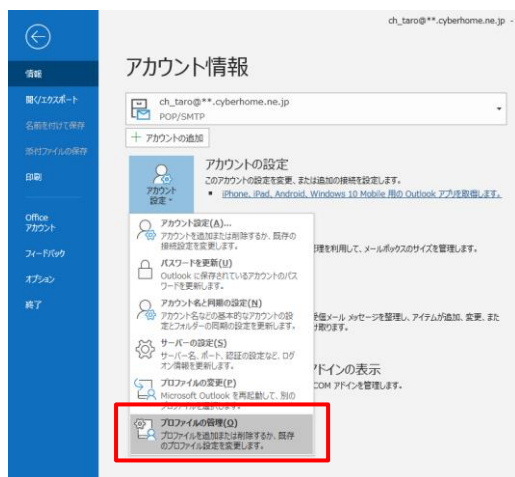 ch_taro@**.cyberhome.ne.jp -
情報
開く/エクスポート
名前を付けて保存
添付ファイルの保存
印刷
Office
アカウント
フィードバック
オプション
終了
アカウント情報
ch_taro@**.cyberhome.ne.jp
POP/SMTP
+ アカウントの追加
アカウント
設定
アカウントの設定
このアカウントの設定を変更、または追加の接続を設定します。
iPhone、iPad、Android、Windows 10 Mobile 用の Outlook アプリを取得します。
アカウント設定(A)...
アカウントを追加または削除するか、既存の
接続設定を変更します。
パスワードを更新(U)
Outlook に保存されているアカウントのパス
ワードを更新します。
アカウント名と同期の設定(N)
アカウント名などの基本的なアカウントの設
定とフォルダーの同期の設定を更新します。
サーバーの設定(S)
サーバー名、ポート、認証の設定など、ログ
オン情報を更新します。
プロファイルの変更(P)
Microsoft Outlook を再起動して、別の
プロファイルを選択します。
プロファイルの管理(O)
プロファイルを追加または削除するか、既存
のプロファイル設定を変更します。
理を利用して、メールボックスのサイズを管理します。
受信メール メッセージを整理し、アイテムが追加、変更、また
け取ります。
アドインの表示
COM アドインを管理します。